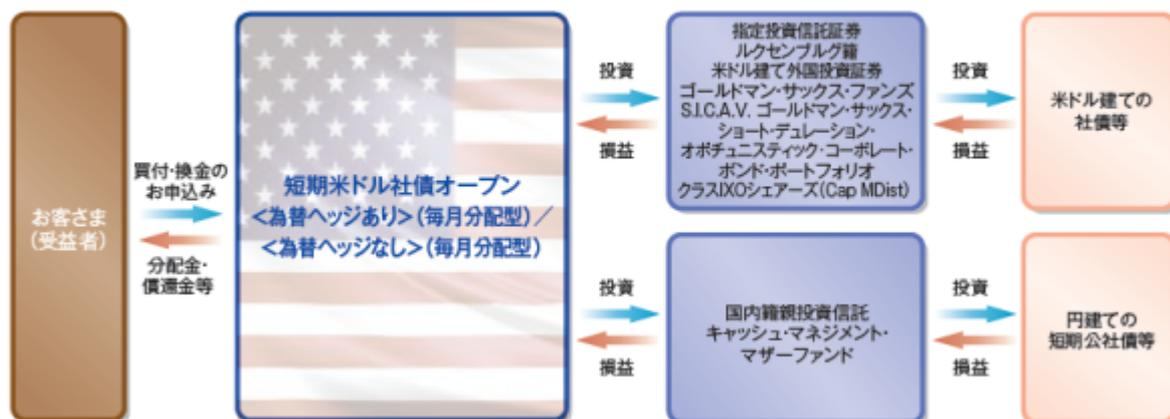 お客さま
(受益者)
買付・換金の
お申込み
分配金・
償還金等
短期米ドル社債オープン
<為替ヘッジあり>(毎月分配型)/
<為替ヘッジなし>(毎月分配型)
投資
損益
指定投資信託証券
ルクセンブルグ籍
米ドル建て外国投資証券
ゴールドマン・サックス・ファンズ
S.I.C.A.V. ゴールドマン・サックス・
ショート・デュレーション・
オポチュニスティック・コーポレート・
ボンド・ポートフォリオ
クラスIXOシェアーズ(Cap MDist)
投資
損益
米ドル建ての
社債等
投資
損益
国内籍親投資信託
キャッシュ・マネジメント・
マザーファンド
投資
損益
円建ての
短期公社債等